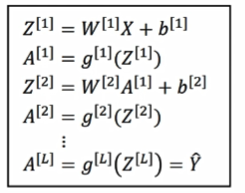 Z^[1] = W^[1]X + b^[1]
A^[1] = g^[1](Z^[1])
Z^[2] = W^[2]A^[1] + b^[2]
A^[2] = g^[2](Z^[2])
⋮
A^[L] = g^[L](Z^[L]) = Ŷ